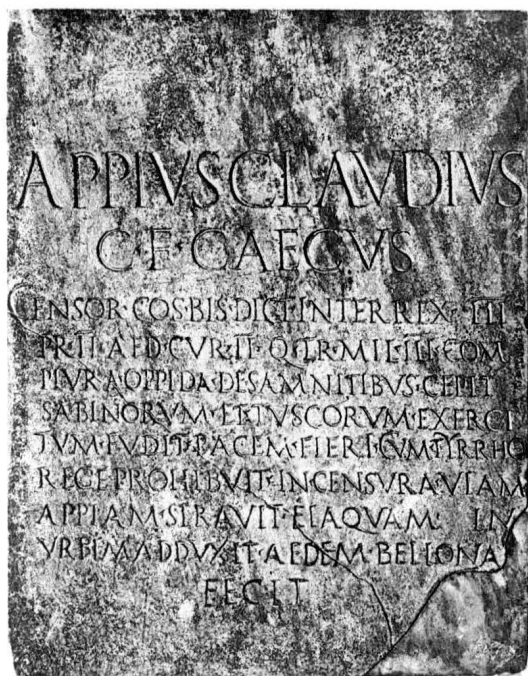 APPIVS CLAVDIVS
C·F·CAECVS
CENSOR·COS·BIS·DICT·INTERREX·III
PR·II·AED·CVR·II·Q·TR·MIL·III·COM
PLVRA·OPPIDA·DE·SAMNITIBVS·CEPIT
SABINORVM·ET·TVSCORVM·EXERCI
TVM·FVDIT·PACEM·FIERI·CVM·PYRRHO
REGE·PROHIBVIT·IN·CENSVRA·VIAM
APPIAM·STRAVIT·ET·AQVAM·IN
VRBEM·ADDVXIT·AEDEM·BELLONA
FECIT